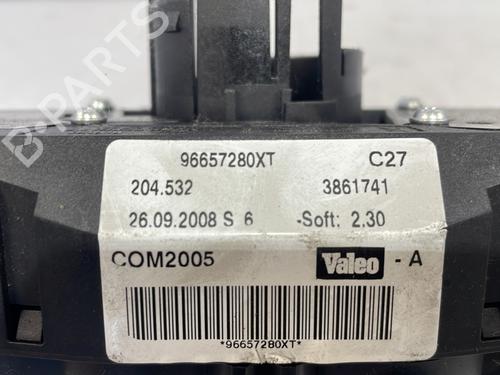 B-PARTS
96657280XT C27
204.532 3861741
26.09.2008 S 6 -Soft: 2.30
COM2005 Valeo - A
*96657280XT*